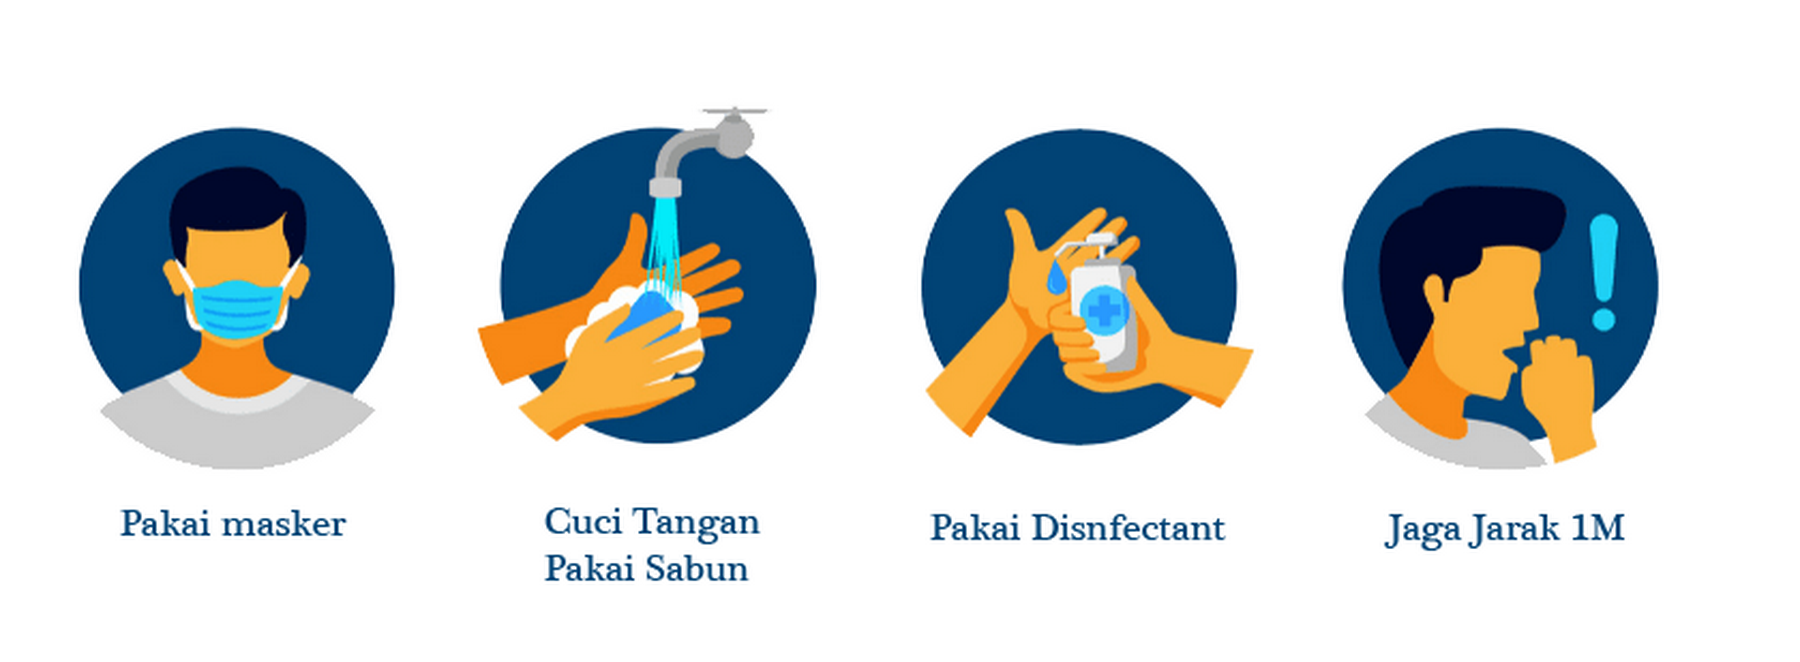 Pakai masker
Cuci Tangan
Pakai Sabun
Pakai Disnfectant
Jaga Jarak 1M